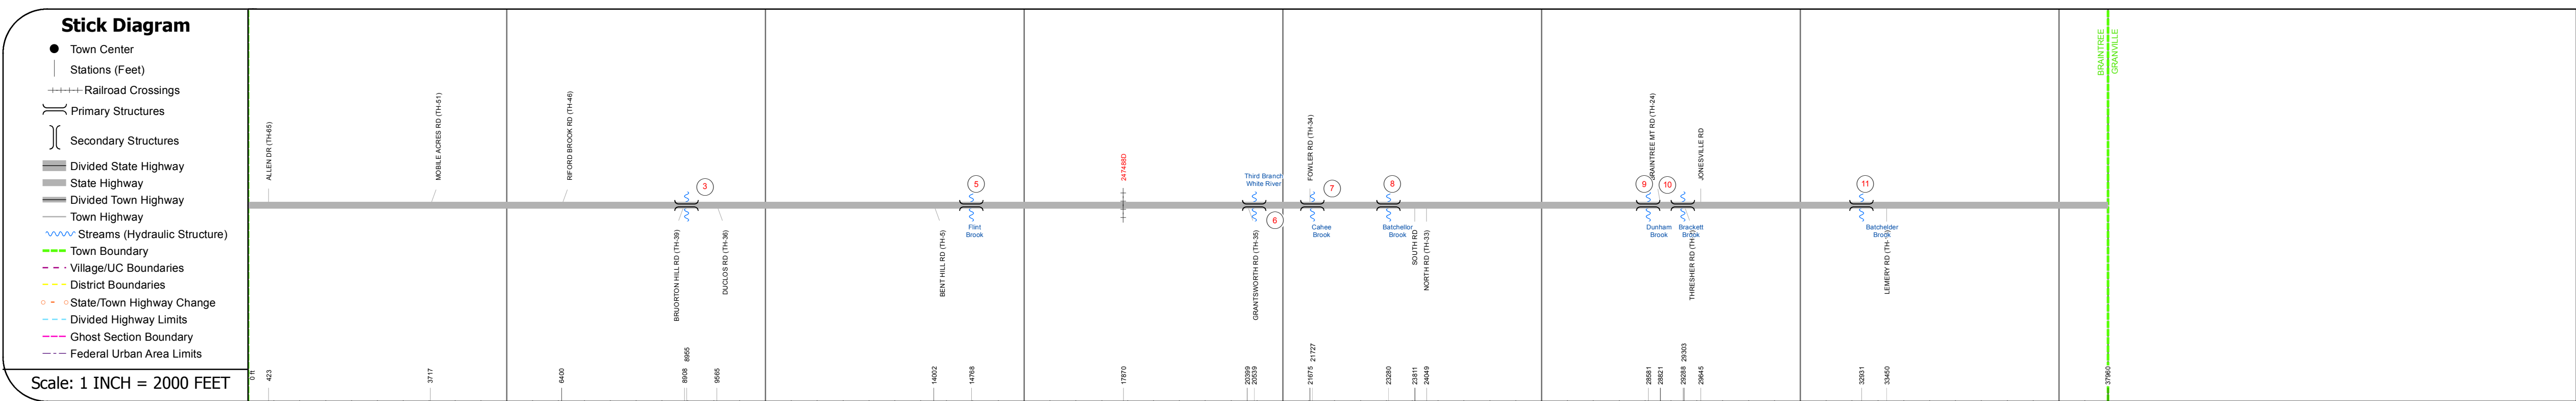 Stick Diagram
Town Center
Stations (Feet)
Railroad Crossings
Primary Structures
Secondary Structures
Divided State Highway
State Highway
Divided Town Highway
Town Highway
Streams (Hydraulic Structure)
Town Boundary
Village/UC Boundaries
District Boundaries
State/Town Highway Change
Divided Highway Limits
Ghost Section Boundary
Federal Urban Area Limits
Scale: 1 INCH = 2000 FEET
ALLEN DR (TH-65)
MOBILE ACRES RD (TH-51)
RIFORD BROOK RD (TH-46)
BRUORTON HILL RD (TH-39)
3
DUCLOS RD (TH-36)
BENT HILL RD (TH-5)
5
Flint
Brook
247488D
Third Branch
White River
6
GRANTSWORTH RD (TH-35)
FOWLER RD (TH-34)
7
Cahee
Brook
8
Batchellor
Brook
SOUTH RD
NORTH RD (TH-33)
9
BRAINTREE MT RD (TH-24)
10
Dunham
Brook
Brackett
Brook
THRESHER RD (TH-
JONESVILLE RD
11
Batchelder
Brook
LEMERY RD (TH-
BRAINTREE
GRANVILLE
0 ft
423
3717
6400
8908
8955
9565
14002
14768
17870
20399
20539
21675
21727
23280
23811
24049
28581
28821
29288
29303
29645
32931
33450
37960